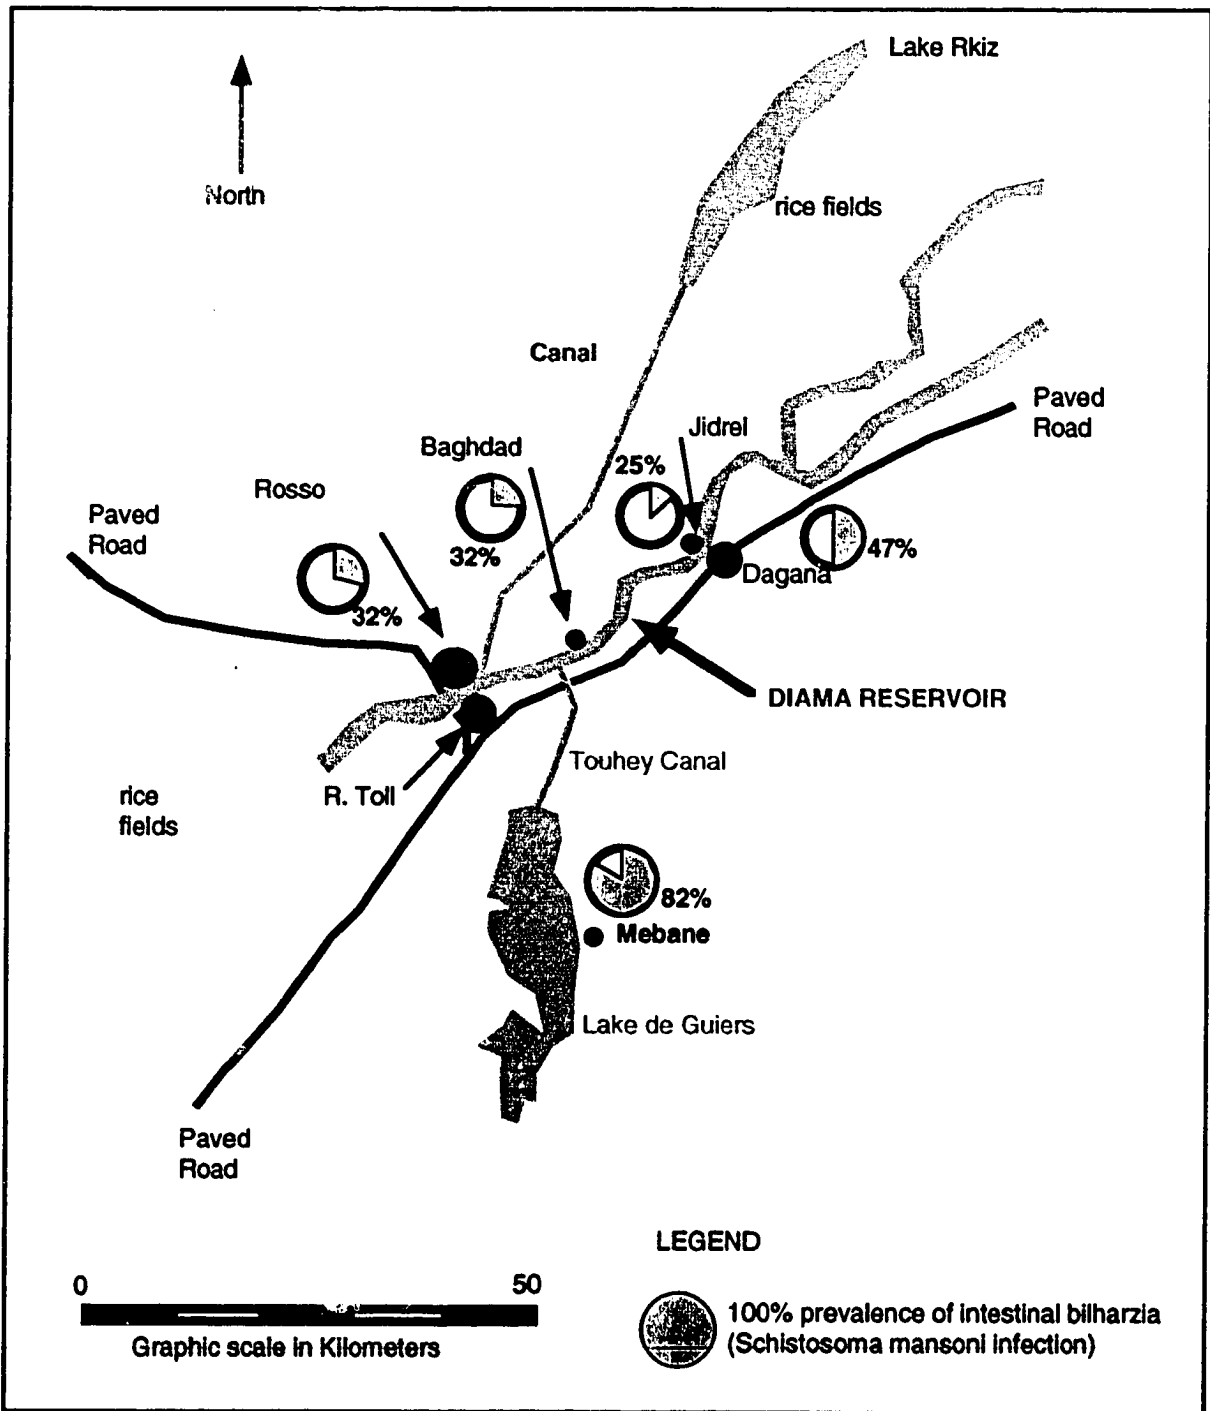 Lake Rkiz
North
rice fields
Canal
Paved
Road
Jidrel
Baghdad
25%
Rosso
Paved
Road
32%
47%
Dagana
32%
DIAMA RESERVOIR
Touhey Canal
R. Toll
rice
fields
82%
Mebane
Lake de Guiers
Paved
Road
LEGEND
0
50
100% prevalence of intestinal bilharzia
(Schistosoma mansoni infection)
Graphic scale in Kilometers